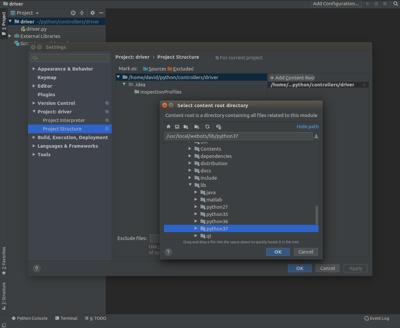 driver
Add Configuration...
1: Project
Project
driver ~/python/controllers/driver
driver.py
External Libraries
Settings
Appearance & Behavior
Keymap
Editor
Plugins
Version Control
Project: driver
Project Interpreter
Project Structure
Build, Execution, Deployment
Languages & Frameworks
Tools
Project: driver › Project Structure
For current project
Mark as: Sources Excluded
/home/david/python/controllers/driver
.idea
inspectionProfiles
+ Add Content Root
/home/...python/controllers/driver
Select content root directory
Content root is a directory containing all files related to this module
Hide path
/usr/local/webots/lib/python37
Contents
dependencies
distribution
docs
include
lib
java
matlab
python27
python35
python36
python37
qt
Drag and drop a file into the space above to quickly locate it in the tree
OK
Cancel
Exclude files:
OK
Cancel
Apply
2: Favorites
7: Structure
Python Console
Terminal
6: TODO
Event Log